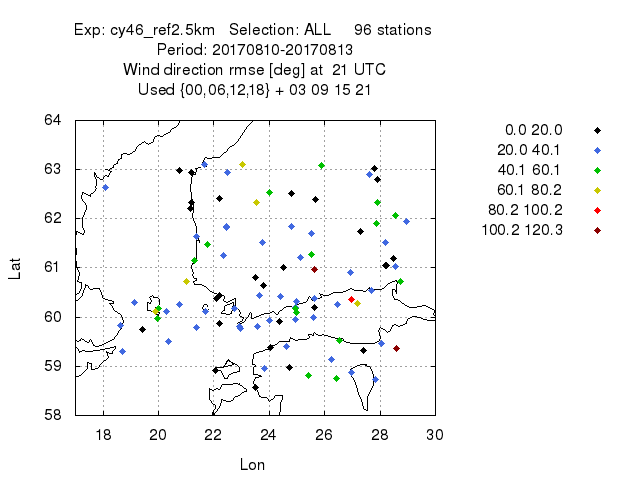 Exp: cy46_ref2.5km   Selection: ALL     96 stations
Period: 20170810-20170813
Wind direction rmse [deg] at  21 UTC
Used {00,06,12,18} + 03 09 15 21
64
63
62
61
60
59
58
18 20 22 24 26 28 30
Lat
Lon
0.0 20.0
20.0 40.1
40.1 60.1
60.1 80.2
80.2 100.2
100.2 120.3